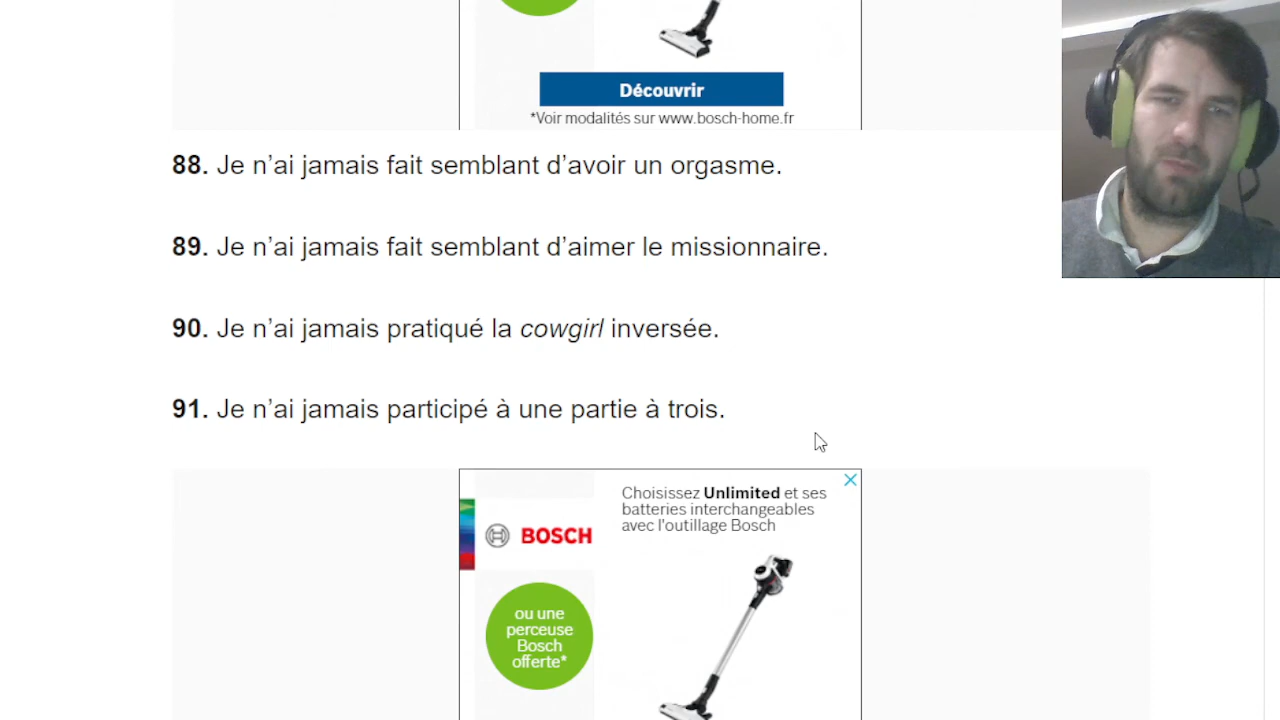 Découvrir
*Voir modalités sur www.bosch-home.fr
88. Je n’ai jamais fait semblant d’avoir un orgasme.
89. Je n’ai jamais fait semblant d’aimer le missionnaire.
90. Je n’ai jamais pratiqué la cowgirl inversée.
91. Je n’ai jamais participé à une partie à trois.
Choisissez Unlimited et ses
batteries interchangeables
avec l'outillage Bosch
BOSCH
ou une
perceuse
Bosch
offerte*